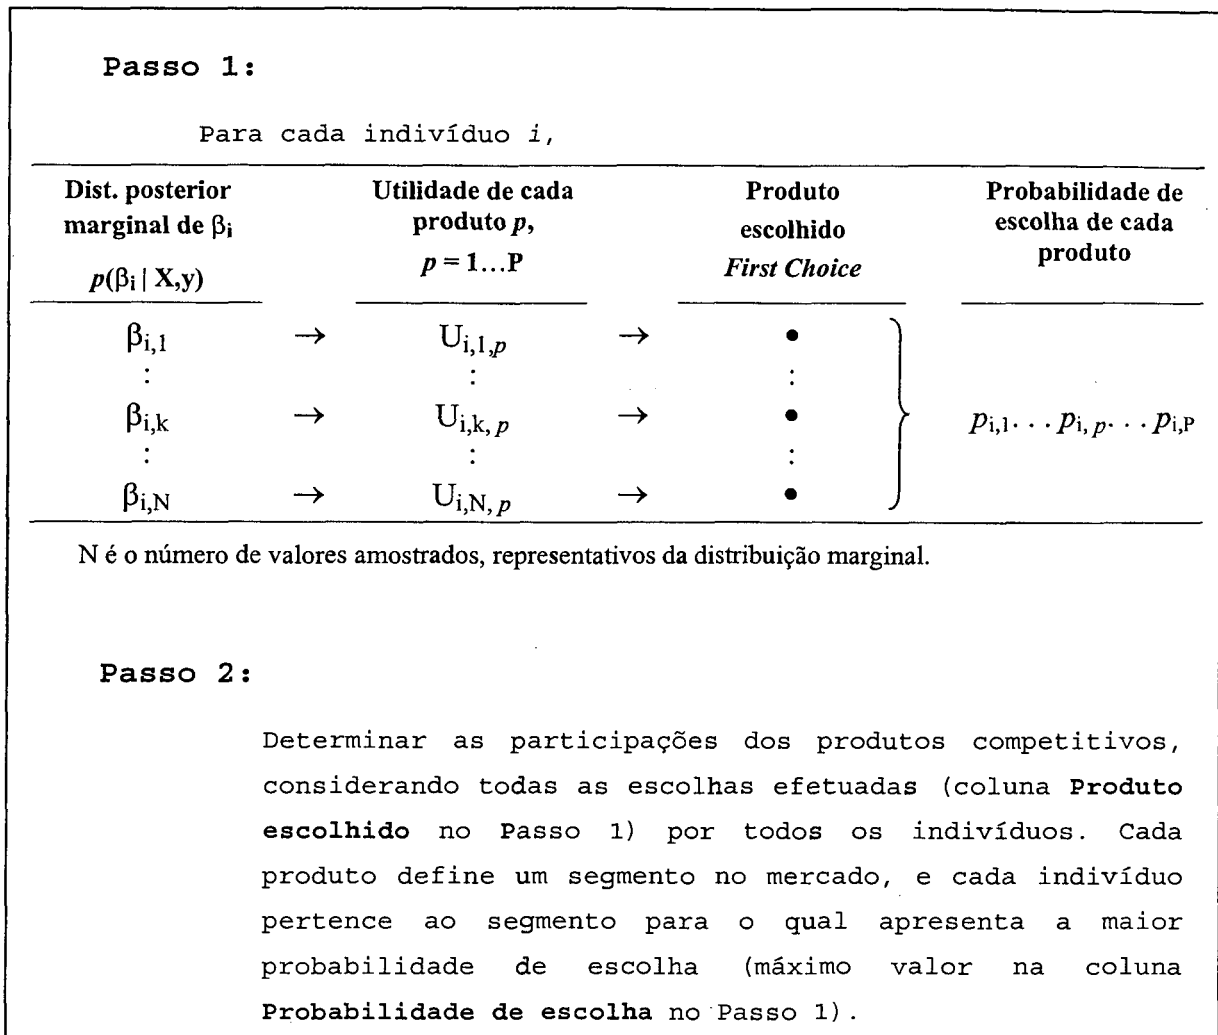 Passo 1:
Para cada indivíduo i,
Dist. posterior marginal de βi p(βi | X,y)
Utilidade de cada produto p, p = 1...P
Produto escolhido First Choice
Probabilidade de escolha de cada produto
βi,1 → Ui,1,p → •
⋮ ⋮ ⋮
βi,k → Ui,k, p → • pi,1. . . pi, p. . . pi,P
⋮ ⋮ ⋮
βi,N → Ui,N, p → •
N é o número de valores amostrados, representativos da distribuição marginal.
Passo 2:
Determinar as participações dos produtos competitivos,
considerando todas as escolhas efetuadas (coluna Produto
escolhido no Passo 1) por todos os indivíduos. Cada
produto define um segmento no mercado, e cada indivíduo
pertence ao segmento para o qual apresenta a maior
probabilidade de escolha (máximo valor na coluna
Probabilidade de escolha no Passo 1).